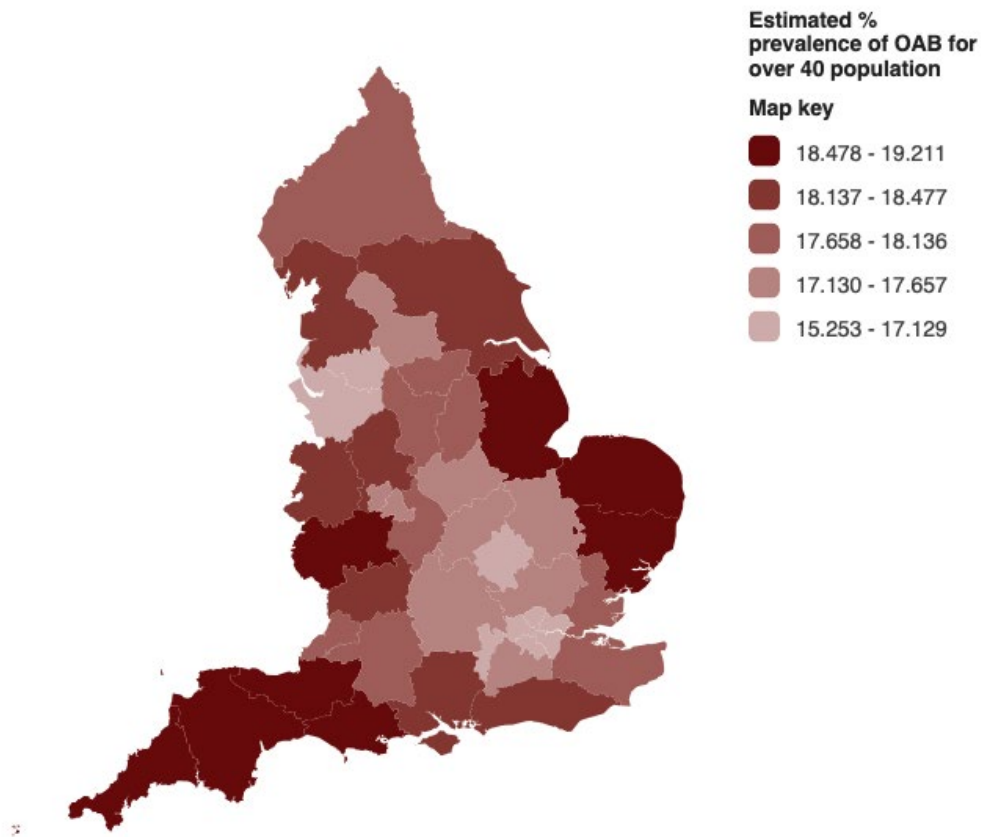 Estimated %
prevalence of OAB for
over 40 population
Map key
18.478 - 19.211
18.137 - 18.477
17.658 - 18.136
17.130 - 17.657
15.253 - 17.129